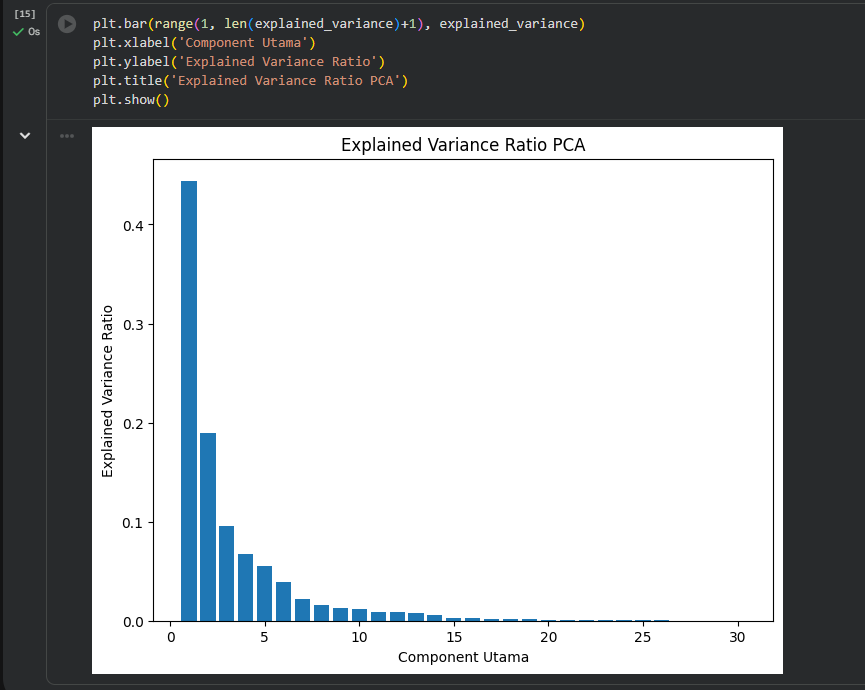 [15]
0s
plt.bar(range(1, len(explained_variance)+1), explained_variance)
plt.xlabel('Component Utama')
plt.ylabel('Explained Variance Ratio')
plt.title('Explained Variance Ratio PCA')
plt.show()
Explained Variance Ratio PCA
Explained Variance Ratio
0.4
0.3
0.2
0.1
0.0
0 5 10 15 20 25 30
Component Utama